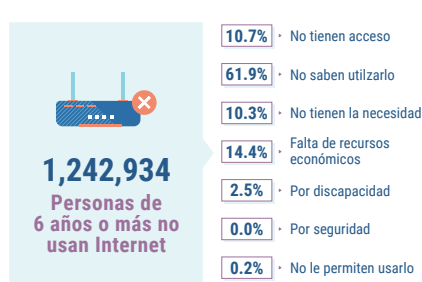 1,242,934
Personas de
6 años o más no
usan Internet
10.7% No tienen acceso
61.9% No saben utilzarlo
10.3% No tienen la necesidad
14.4% Falta de recursos
económicos
2.5% Por discapacidad
0.0% Por seguridad
0.2% No le permiten usarlo